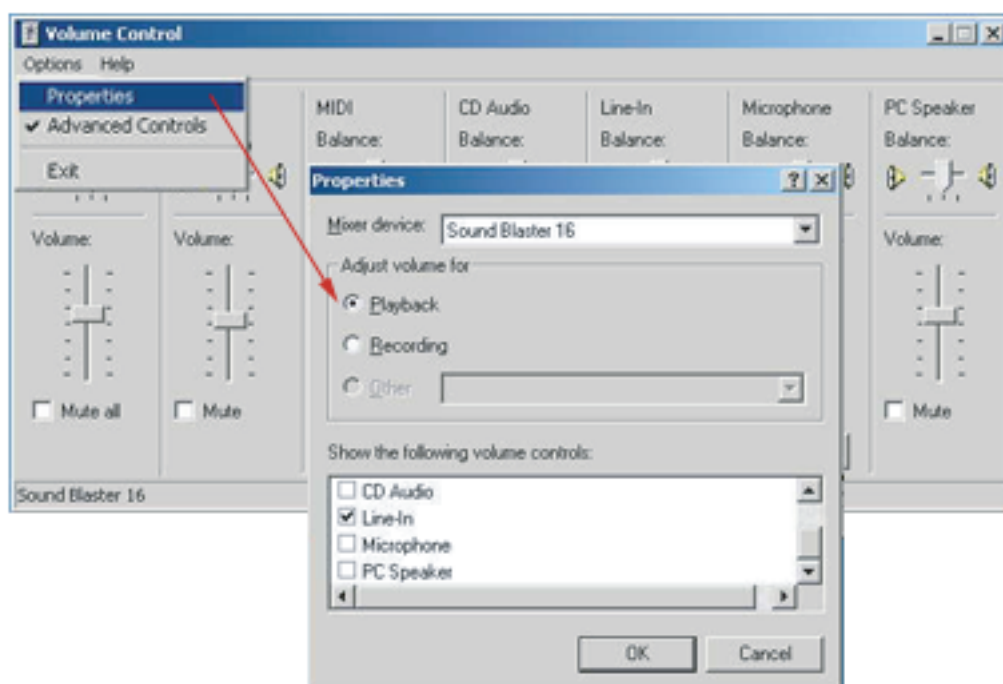 Volume Control
Options Help
Properties
Advanced Controls
Exit
MIDI
CD Audio
Line-In
Microphone
PC Speaker
Balance:
Balance:
Balance:
Balance:
Balance:
Volume:
Volume:
Volume:
Mute all
Mute
Mute
Sound Blaster 16
Properties
Mixer device:
Sound Blaster 16
Adjust volume for
Playback
Recording
Other
Show the following volume controls:
CD Audio
Line-In
Microphone
PC Speaker
OK
Cancel